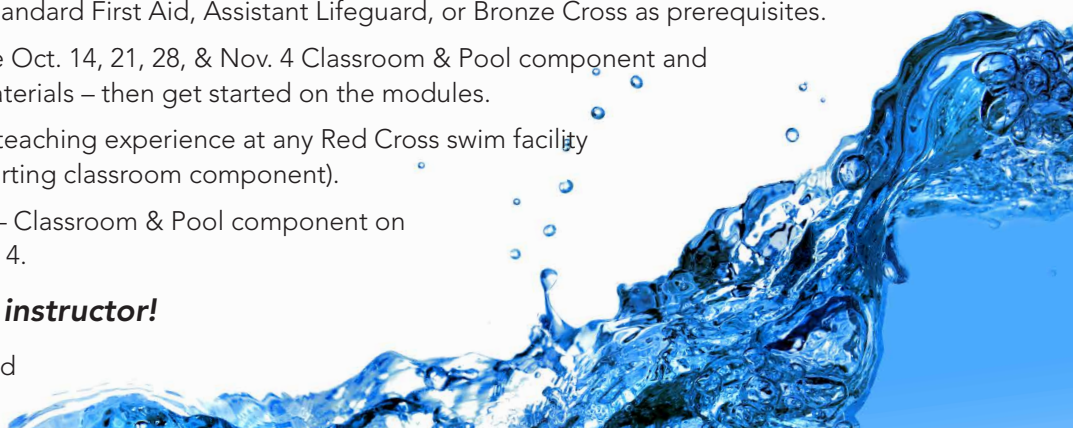 andard First Aid, Assistant Lifeguard, or Bronze Cross as prerequisites.
e Oct. 14, 21, 28, & Nov. 4 Classroom & Pool component and
aterials – then get started on the modules.
teaching experience at any Red Cross swim facility
rting classroom component).
– Classroom & Pool component on
4.
instructor!
d